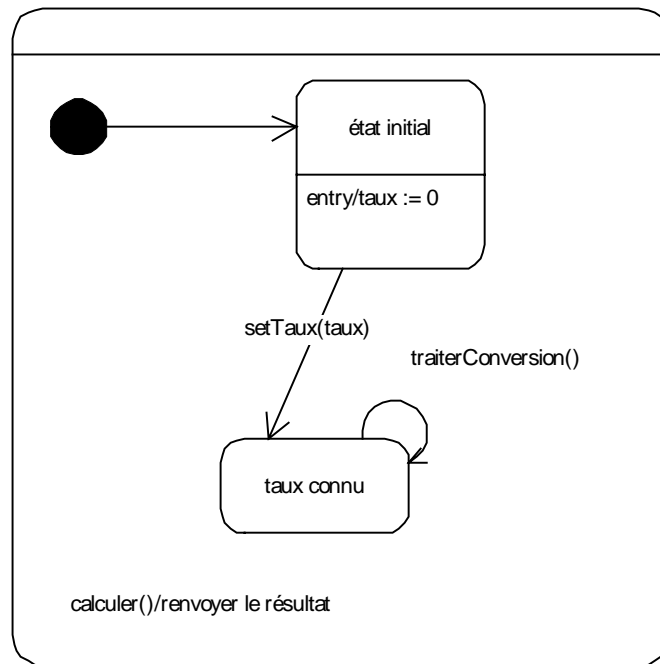 état initial
entry/taux := 0
setTaux(taux)
traiterConversion()
taux connu
calculer()/renvoyer le résultat